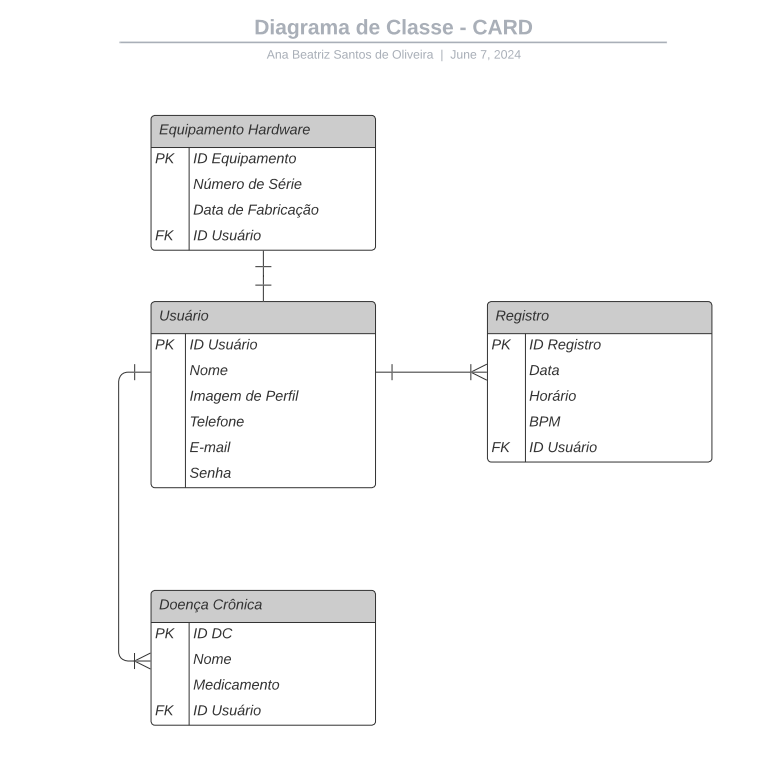 Diagrama de Classe - CARD
Ana Beatriz Santos de Oliveira | June 7, 2024
Equipamento Hardware
PK ID Equipamento
Número de Série
Data de Fabricação
FK ID Usuário
Usuário
PK ID Usuário
Nome
Imagem de Perfil
Telefone
E-mail
Senha
Registro
PK ID Registro
Data
Horário
BPM
FK ID Usuário
Doença Crônica
PK ID DC
Nome
Medicamento
FK ID Usuário